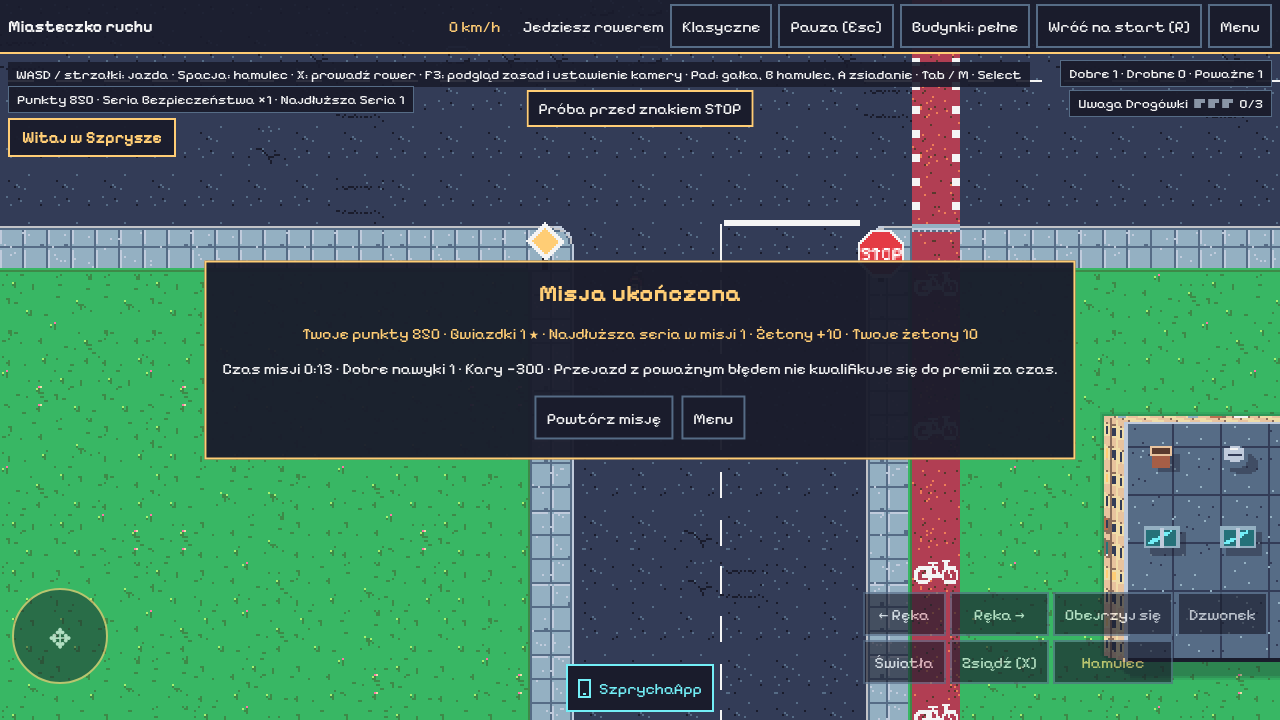 Miasteczko ruchu
0 km/h
Jedziesz rowerem
Klasyczne
Pauza (Esc)
Budynki: pełne
Wróć na start (R)
Menu
WASD / strzałki: jazda · Spacja: hamulec · X: prowadź rower · F3: podgląd zasad i ustawienie kamery · Pad: gałka, B hamulec, A zsiadanie · Tab / M · Select
Dobre 1 · Drobne 0 · Poważne 1
Punkty 880 · Seria Bezpieczeństwa ×1 · Najdłuższa Seria 1
Próba przed znakiem STOP
Uwaga Drogówki 0/3
Witaj w Szprysze
STOP
Misja ukończona
Twoje punkty 880 · Gwiazdki 1 ★ · Najdłuższa seria w misji 1 · Żetony +10 · Twoje żetony 10
Czas misji 0:13 · Dobre nawyki 1 · Kary -300 · Przejazd z poważnym błędem nie kwalifikuje się do premii za czas.
Powtórz misję
Menu
← Ręka
Ręka →
Obejrzyj się
Dzwonek
Światła
Zsiądź (X)
Hamulec
SzprychaApp